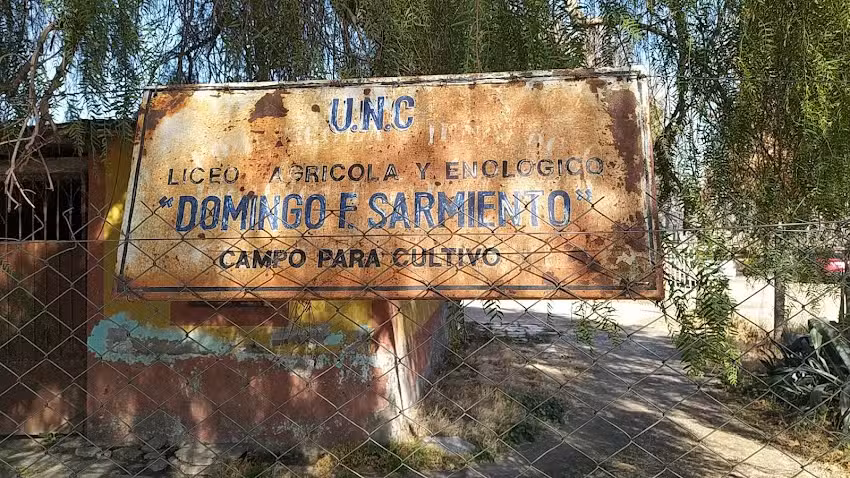 U.N.C
LICEO AGRICOLA Y ENOLOGICO
"DOMINGO F. SARMIENTO"
CAMPO PARA CULTIVO